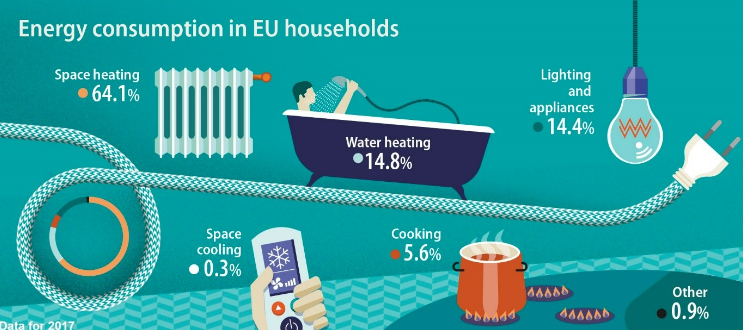 Energy consumption in EU households
Space heating
64.1%
Water heating
14.8%
Lighting
and
appliances
14.4%
Space
cooling
0.3%
Cooking
5.6%
Other
0.9%
Data for 2017